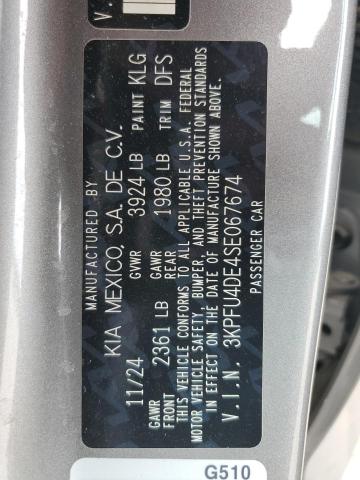 V.I
MANUFACTURED BY
KIA MEXICO, S.A. DE C.V.
11/24 GVWR 3924 LB PAINT KLG
GAWR FRONT 2361 LB GAWR REAR 1980 LB TRIM DFS
THIS VEHICLE CONFORMS TO ALL APPLICABLE U.S.A. FEDERAL
MOTOR VEHICLE SAFETY, BUMPER, AND THEFT PREVENTION STANDARDS
IN EFFECT ON THE DATE OF MANUFACTURE SHOWN ABOVE.
V.I.N. 3KPFU4DE4SE067674
PASSENGER CAR
G510